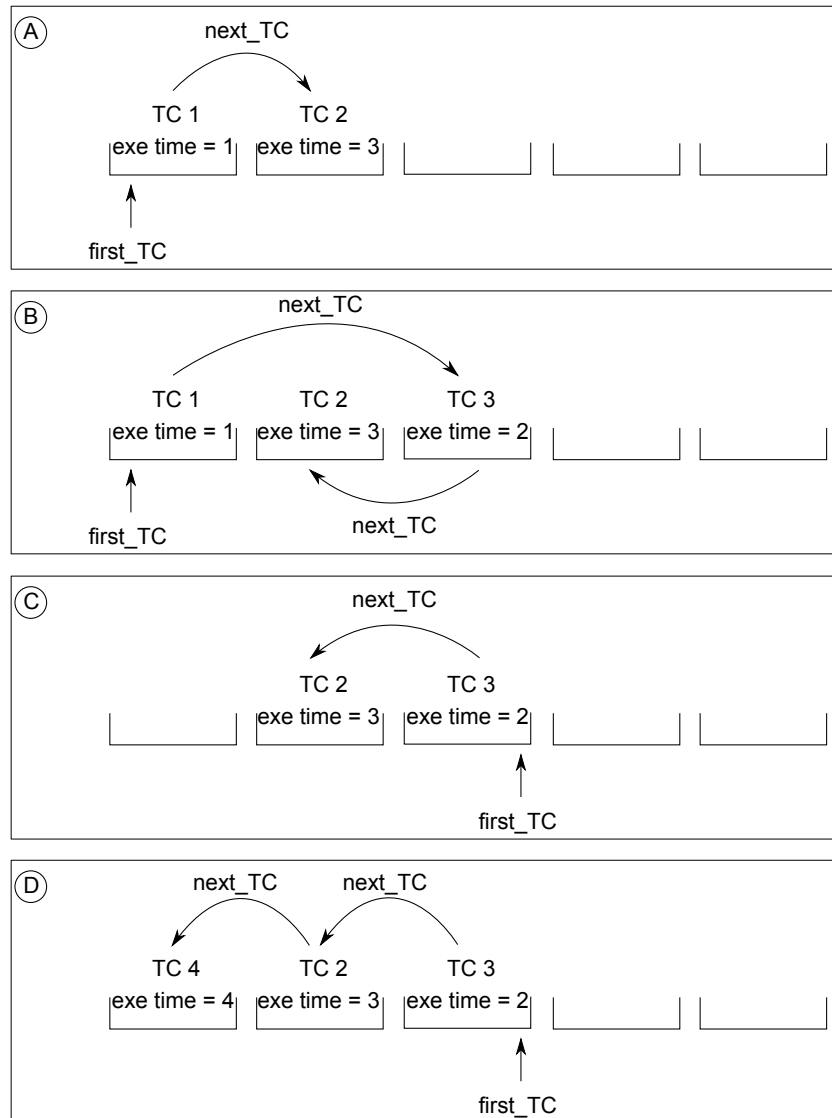 A
next_TC
TC 1 TC 2
exe time = 1 exe time = 3
first_TC
B
next_TC
TC 1 TC 2 TC 3
exe time = 1 exe time = 3 exe time = 2
next_TC
first_TC
C
next_TC
TC 2 TC 3
exe time = 3 exe time = 2
first_TC
D
next_TC next_TC
TC 4 TC 2 TC 3
exe time = 4 exe time = 3 exe time = 2
first_TC